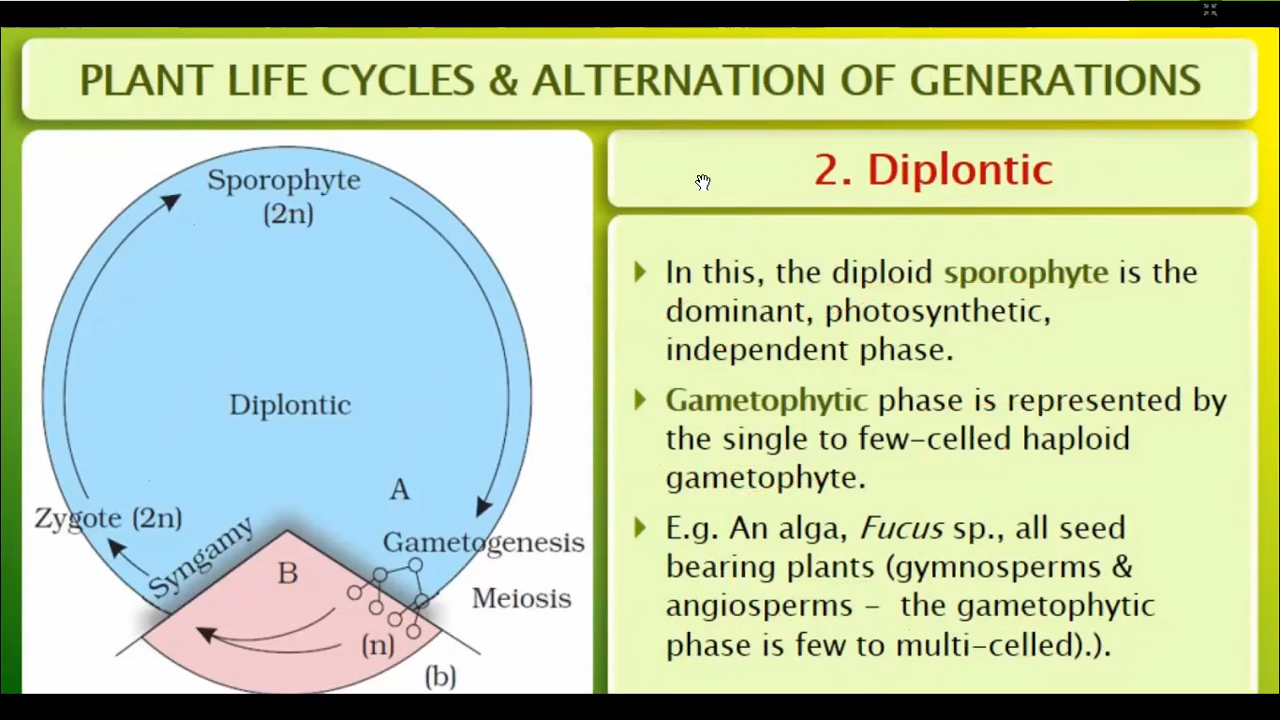 PLANT LIFE CYCLES & ALTERNATION OF GENERATIONS
Sporophyte
(2n)
Diplontic
A
Zygote (2n)
Syngamy
Gametogenesis
B
Meiosis
(n)
(b)
2. Diplontic
In this, the diploid sporophyte is the
dominant, photosynthetic,
independent phase.
Gametophytic phase is represented by
the single to few-celled haploid
gametophyte.
E.g. An alga, Fucus sp., all seed
bearing plants (gymnosperms &
angiosperms – the gametophytic
phase is few to multi-celled).).